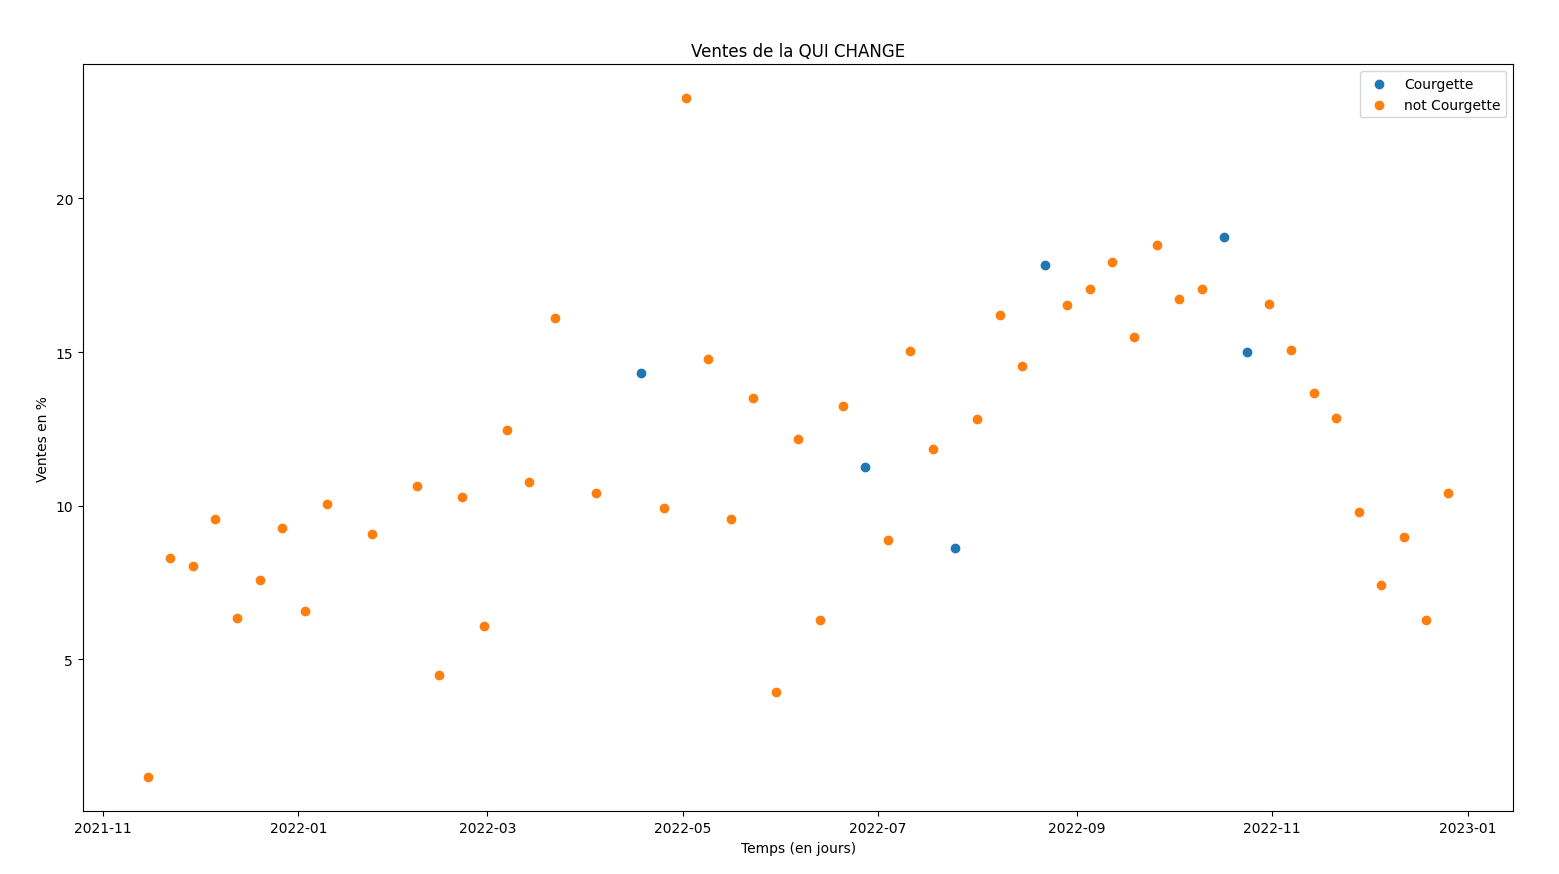 Ventes de la QUI CHANGE
Courgette
not Courgette
Ventes en %
20
15
10
5
2021-11
2022-01
2022-03
2022-05
2022-07
2022-09
2022-11
2023-01
Temps (en jours)